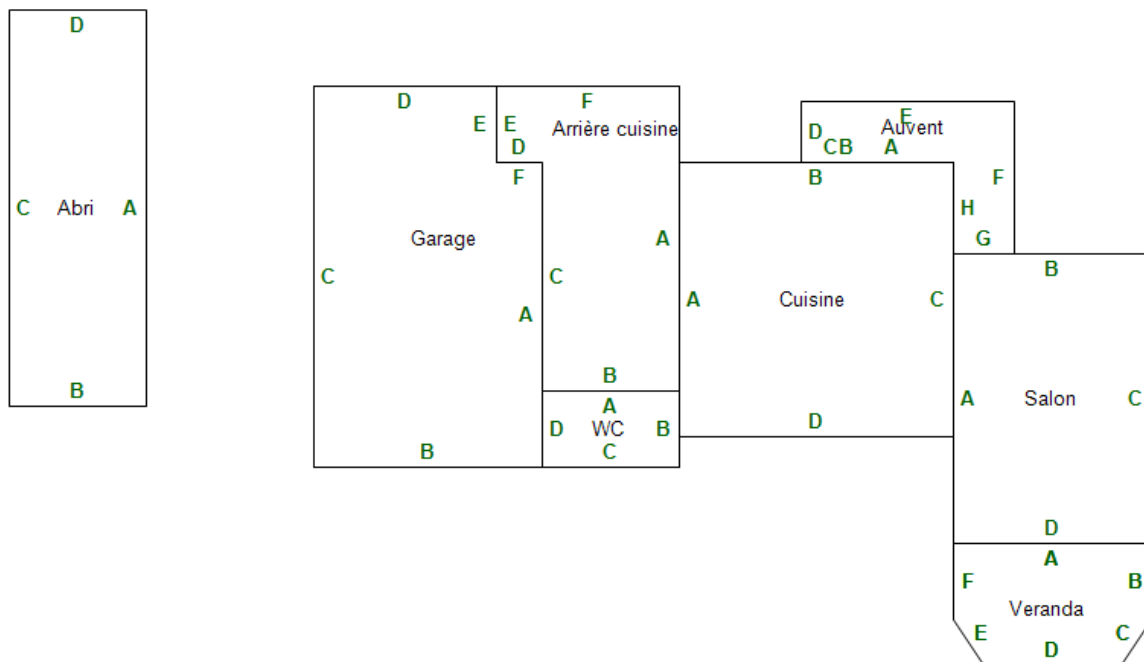 D
C Abri A
B
D
E
Garage
F
C
A
B
F
E
D
Arrière cuisine
A
C
B
A
D WC B
C
B
A Cuisine C
D
E
D Auvent
CB A
F
H
G
B
A Salon C
D
A
F B
Veranda
E C
D